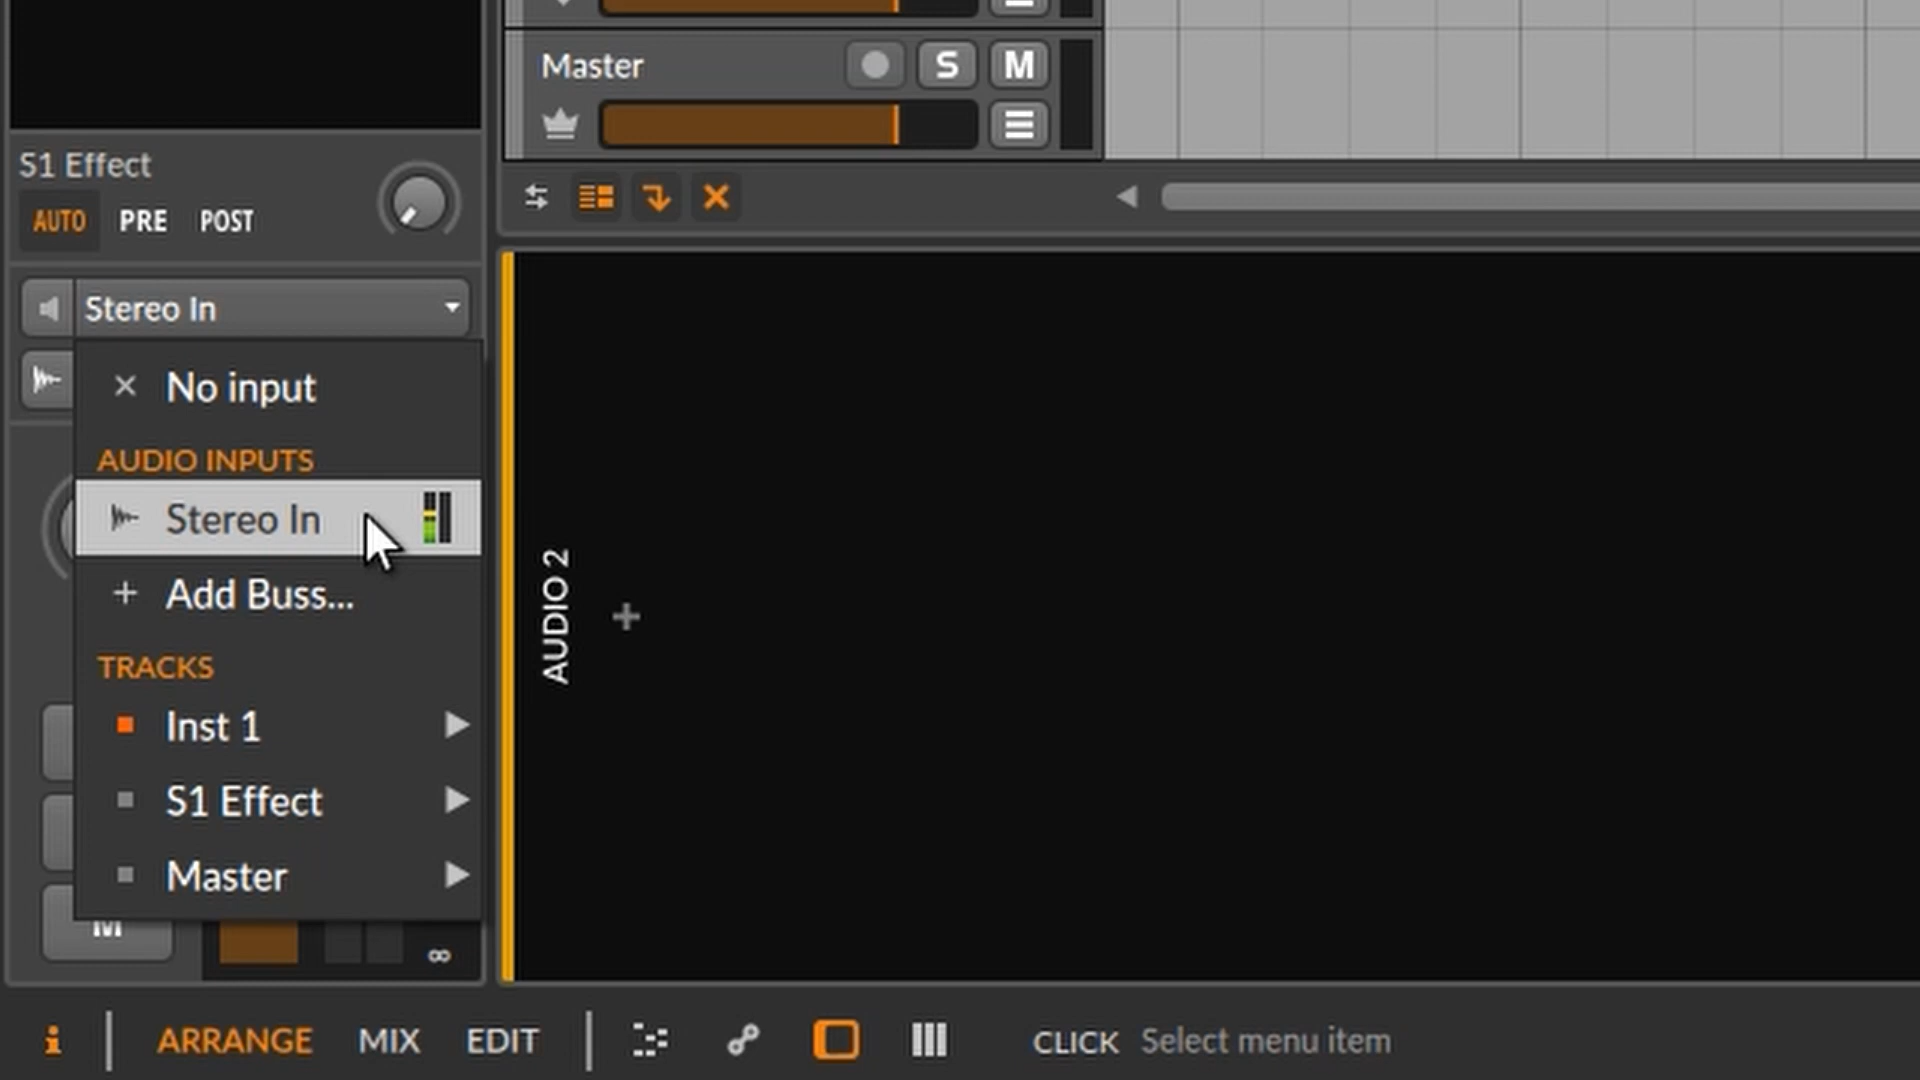 Master
S M
S1 Effect
AUTO PRE POST
Stereo In
No input
AUDIO INPUTS
Stereo In
Add Buss...
TRACKS
Inst 1
S1 Effect
Master
M
∞
AUDIO 2
i ARRANGE MIX EDIT CLICK Select menu item